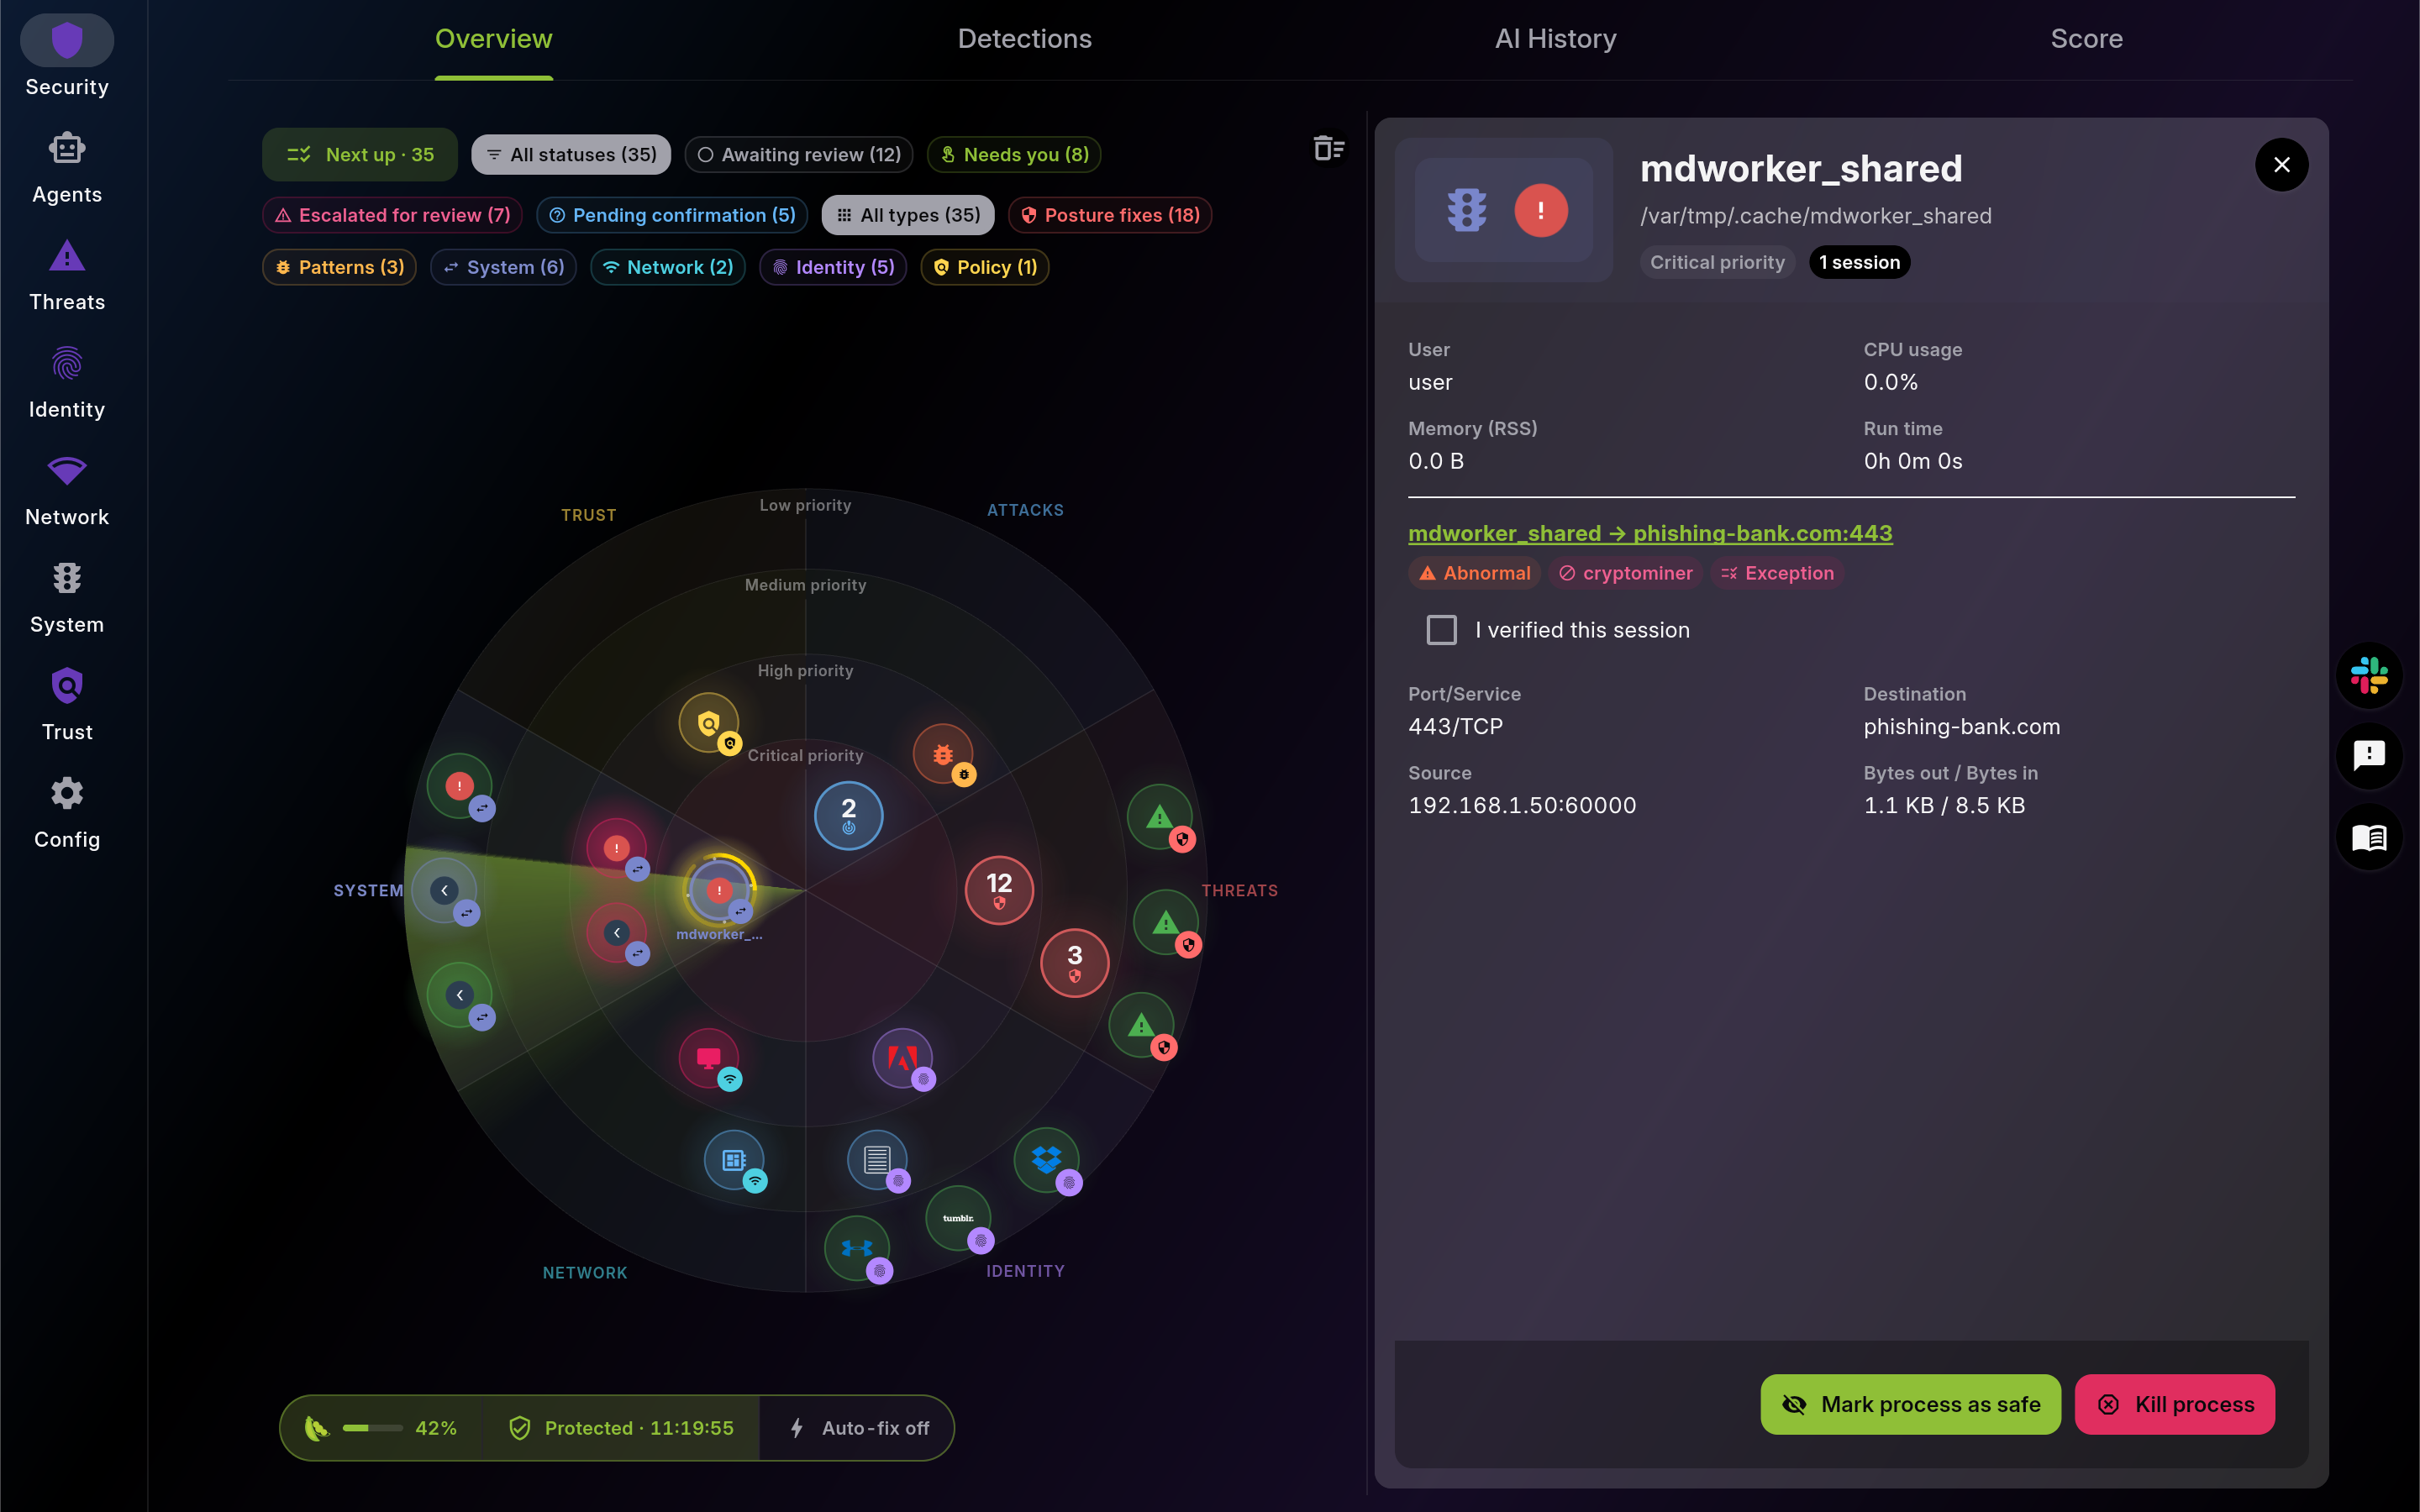 Security
Agents
Threats
Identity
Network
System
Trust
Config
Overview
Detections
AI History
Score
Next up · 35
All statuses (35)
Awaiting review (12)
Needs you (8)
Escalated for review (7)
Pending confirmation (5)
All types (35)
Posture fixes (18)
Patterns (3)
System (6)
Network (2)
Identity (5)
Policy (1)
TRUST
Low priority
ATTACKS
Medium priority
High priority
Critical priority
2
12
SYSTEM
THREATS
mdworker_...
3
tumblr.
NETWORK
IDENTITY
42%
Protected · 11:19:55
Auto-fix off
mdworker_shared
/var/tmp/.cache/mdworker_shared
Critical priority
1 session
User
user
CPU usage
0.0%
Memory (RSS)
0.0 B
Run time
0h 0m 0s
mdworker_shared → phishing-bank.com:443
Abnormal
cryptominer
Exception
I verified this session
Port/Service
443/TCP
Destination
phishing-bank.com
Source
192.168.1.50:60000
Bytes out / Bytes in
1.1 KB / 8.5 KB
Mark process as safe
Kill process